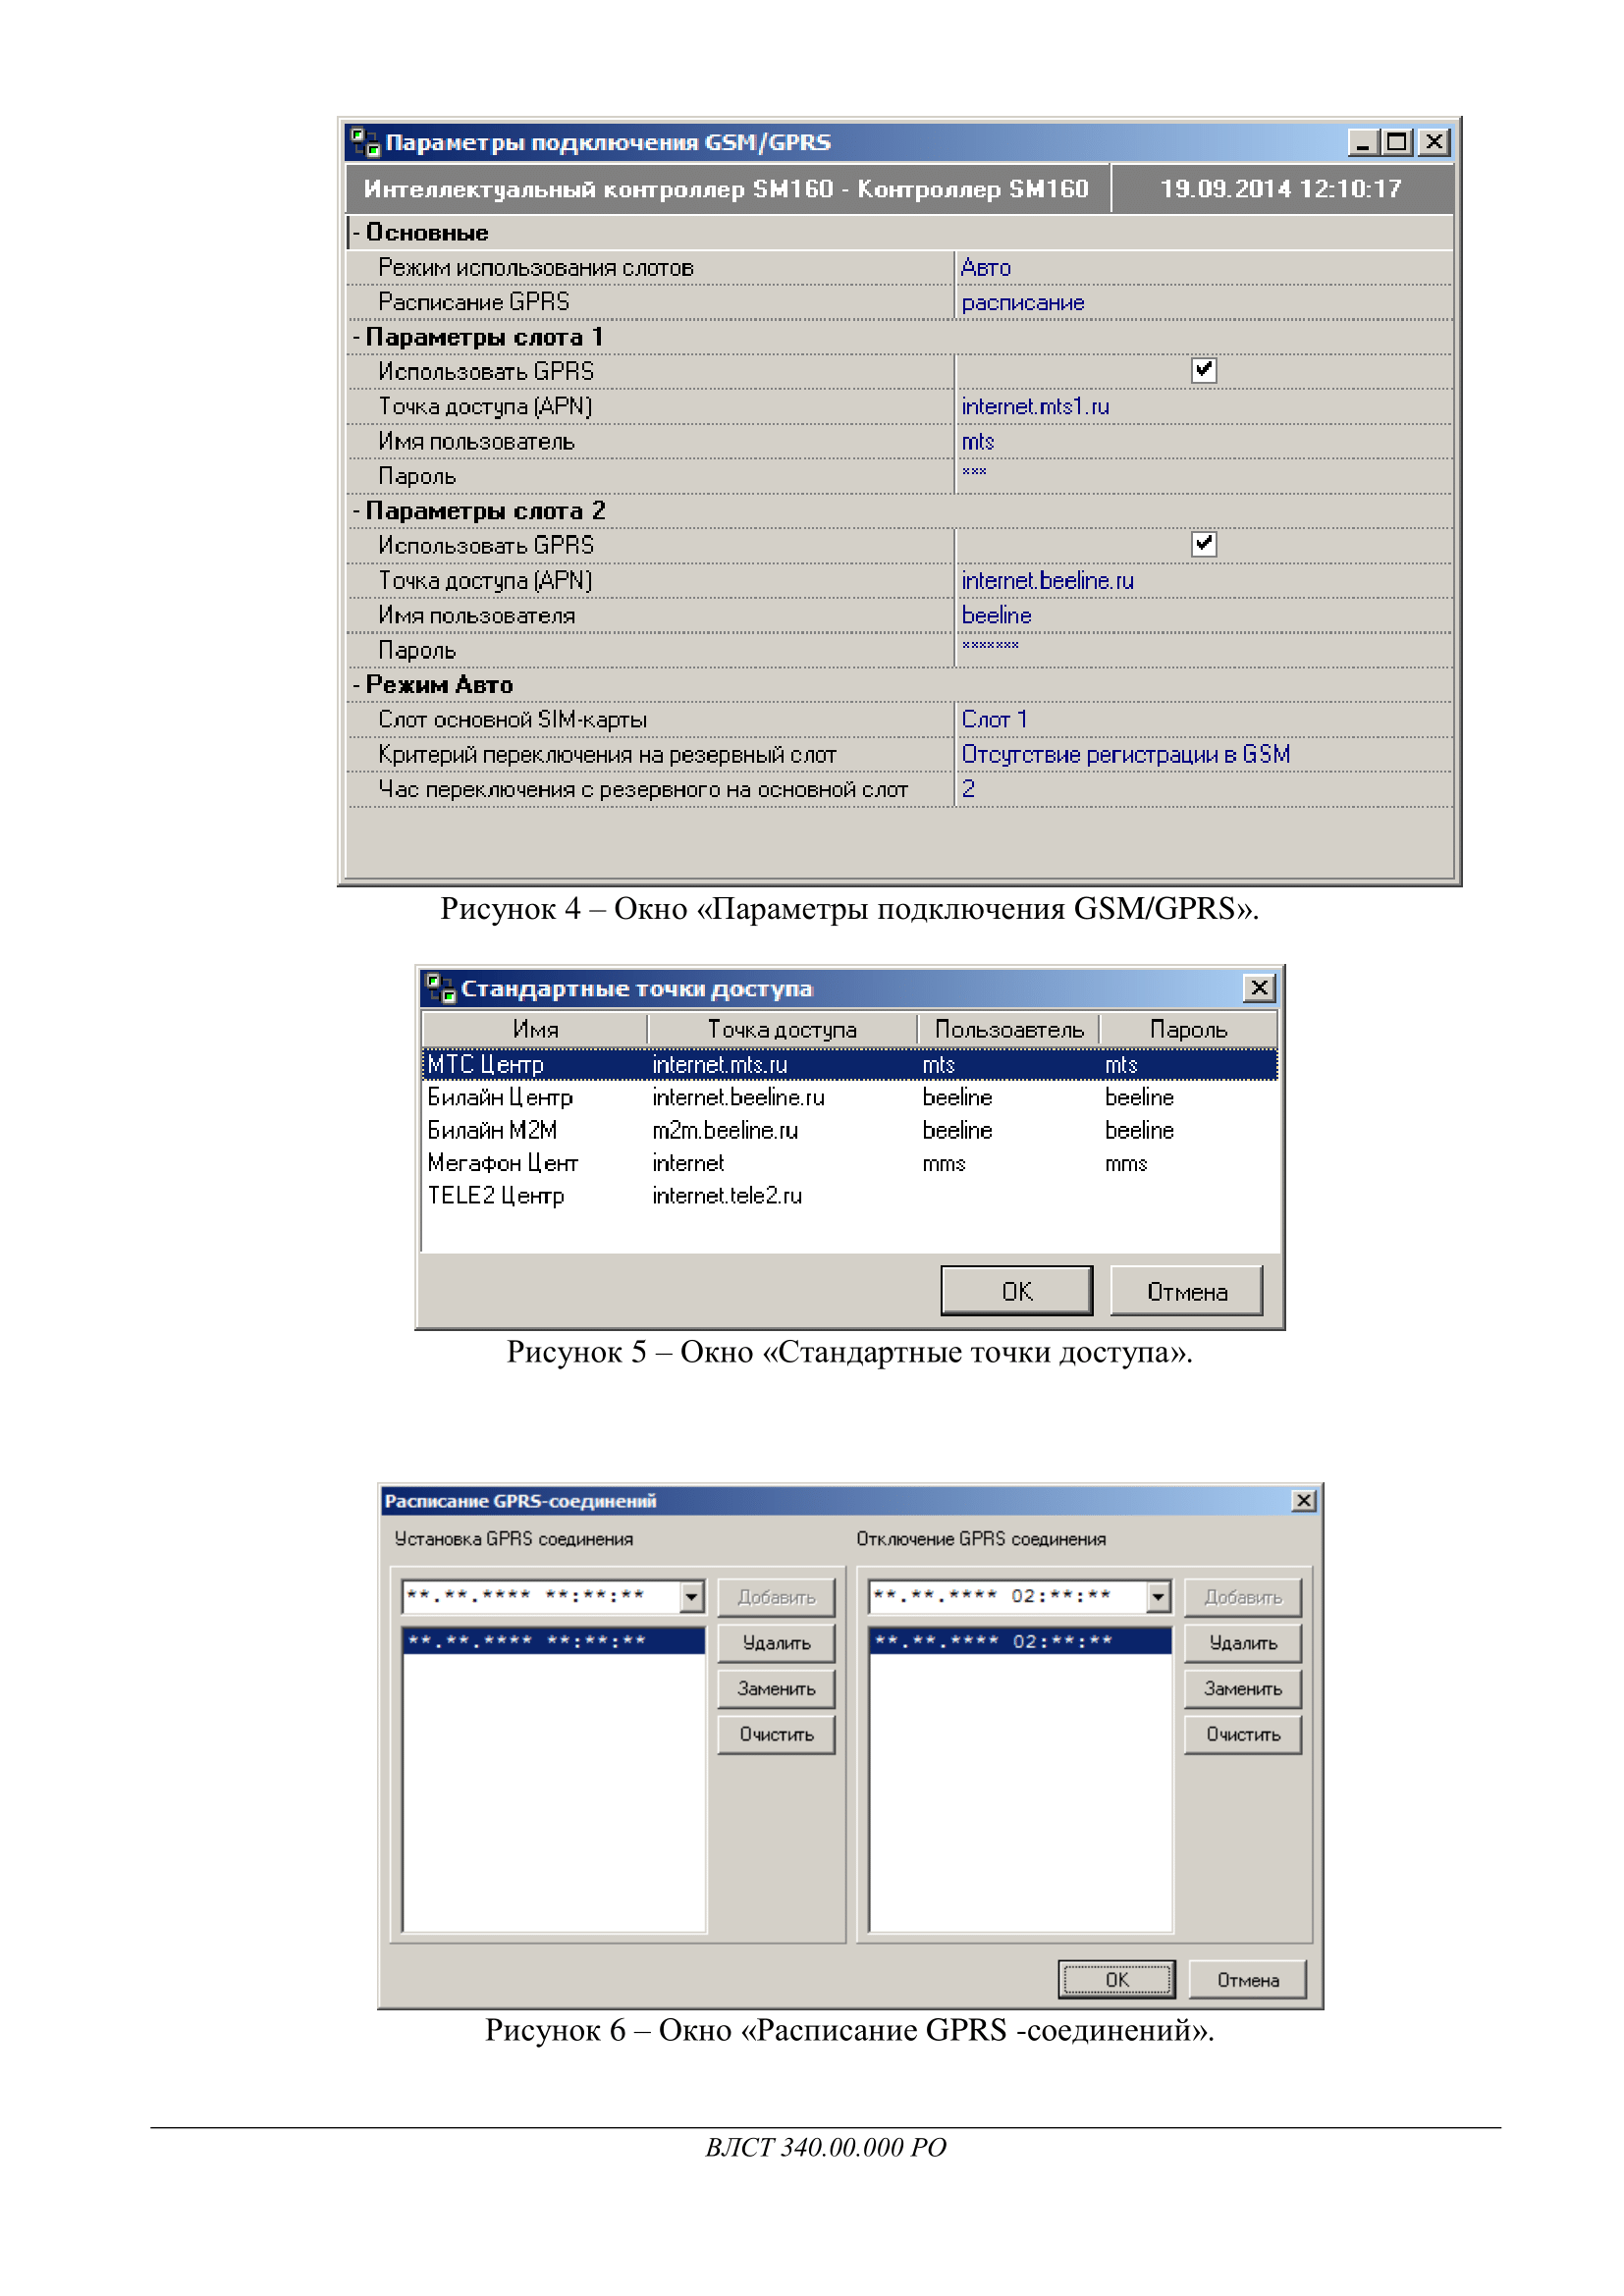 Параметры подключения GSM/GPRS
Интеллектуальный контроллер SM160 - Контроллер SM160 19.09.2014 12:10:17
- Основные
Режим использования слотов Авто
Расписание GPRS расписание
- Параметры слота 1
Использовать GPRS
Точка доступа (APN) internet.mts1.ru
Имя пользователь mts
Пароль ***
- Параметры слота 2
Использовать GPRS
Точка доступа (APN) internet.beeline.ru
Имя пользователя beeline
Пароль *******
- Режим Авто
Слот основной SIM-карты Слот 1
Критерий переключения на резервный слот Отсутствие регистрации в GSM
Час переключения с резервного на основной слот 2
Рисунок 4 – Окно «Параметры подключения GSM/GPRS».
Стандартные точки доступа
Имя Точка доступа Пользоавтель Пароль
МТС Центр internet.mts.ru mts mts
Билайн Центр internet.beeline.ru beeline beeline
Билайн М2М m2m.beeline.ru beeline beeline
Мегафон Цент internet mms mms
TELE2 Центр internet.tele2.ru
OK Отмена
Рисунок 5 – Окно «Стандартные точки доступа».
Расписание GPRS-соединений
Установка GPRS соединения Отключение GPRS соединения
**.**.**** **:**:** Добавить **.**.**** 02:**:** Добавить
**.**.**** **:**:** Удалить **.**.**** 02:**:** Удалить
Заменить Заменить
Очистить Очистить
OK Отмена
Рисунок 6 – Окно «Расписание GPRS -соединений».
ВЛСТ 340.00.000 РО